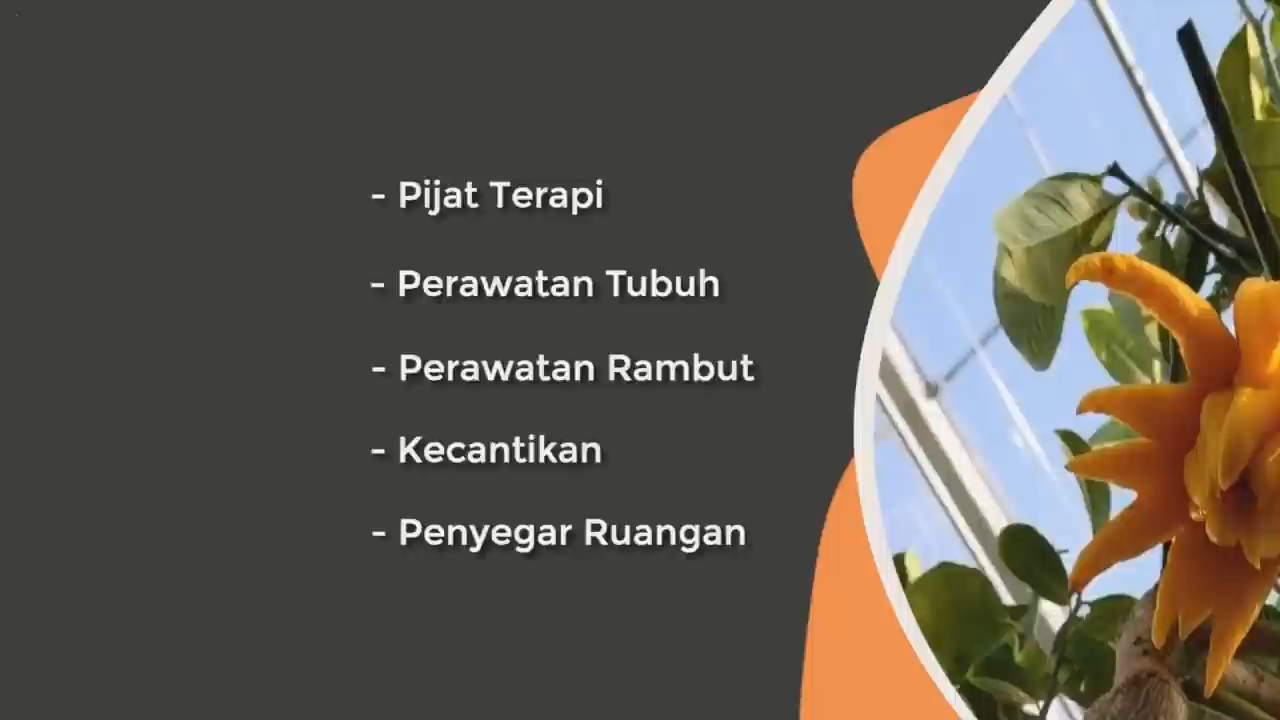 - Pijat Terapi
- Perawatan Tubuh
- Perawatan Rambut
- Kecantikan
- Penyegar Ruangan